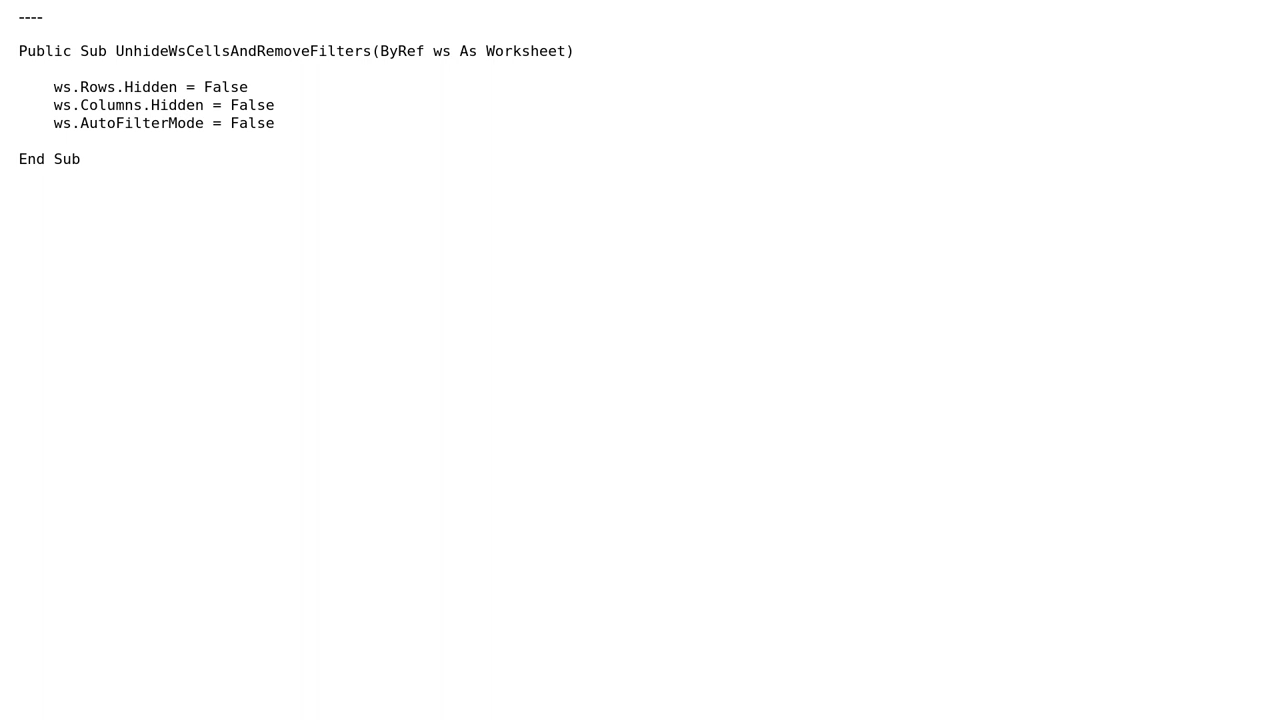 ----
Public Sub UnhideWsCellsAndRemoveFilters(ByRef ws As Worksheet)
    ws.Rows.Hidden = False
    ws.Columns.Hidden = False
    ws.AutoFilterMode = False
End Sub